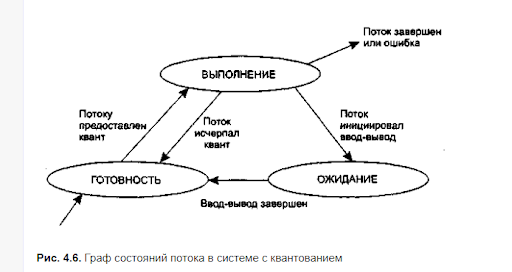 Поток завершен
или ошибка
ВЫПОЛНЕНИЕ
Потоку
предоставлен
квант
Поток
исчерпал
квант
Поток
инициировал
ввод-вывод
ГОТОВНОСТЬ
ОЖИДАНИЕ
Ввод-вывод завершен
Рис. 4.6. Граф состояний потока в системе с квантованием